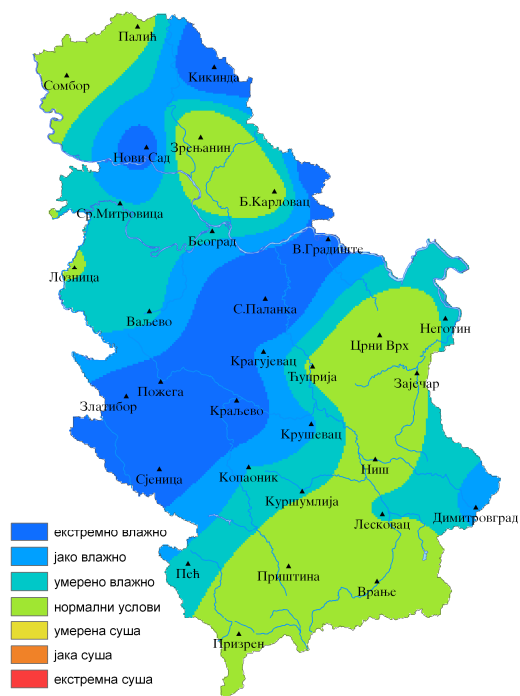 Палић
Сомбор
Кикинда
Зрењанин
Нови Сад
Б.Карловац
Ср.Митровица
Београд
В.Градиште
Лозница
С.Паланка
Ваљево
Неготин
Црни Врх
Крагујевац
Ћуприја
Зајечар
Пожега
Златибор
Краљево
Крушевац
Ниш
Сјеница
Копаоник
Куршумлија
Лесковац
Димитровград
екстремно влажно
јако влажно
Пећ
Приштина
умерено влажно
Врање
нормални услови
умерена суша
Призрен
јака суша
екстремна суша